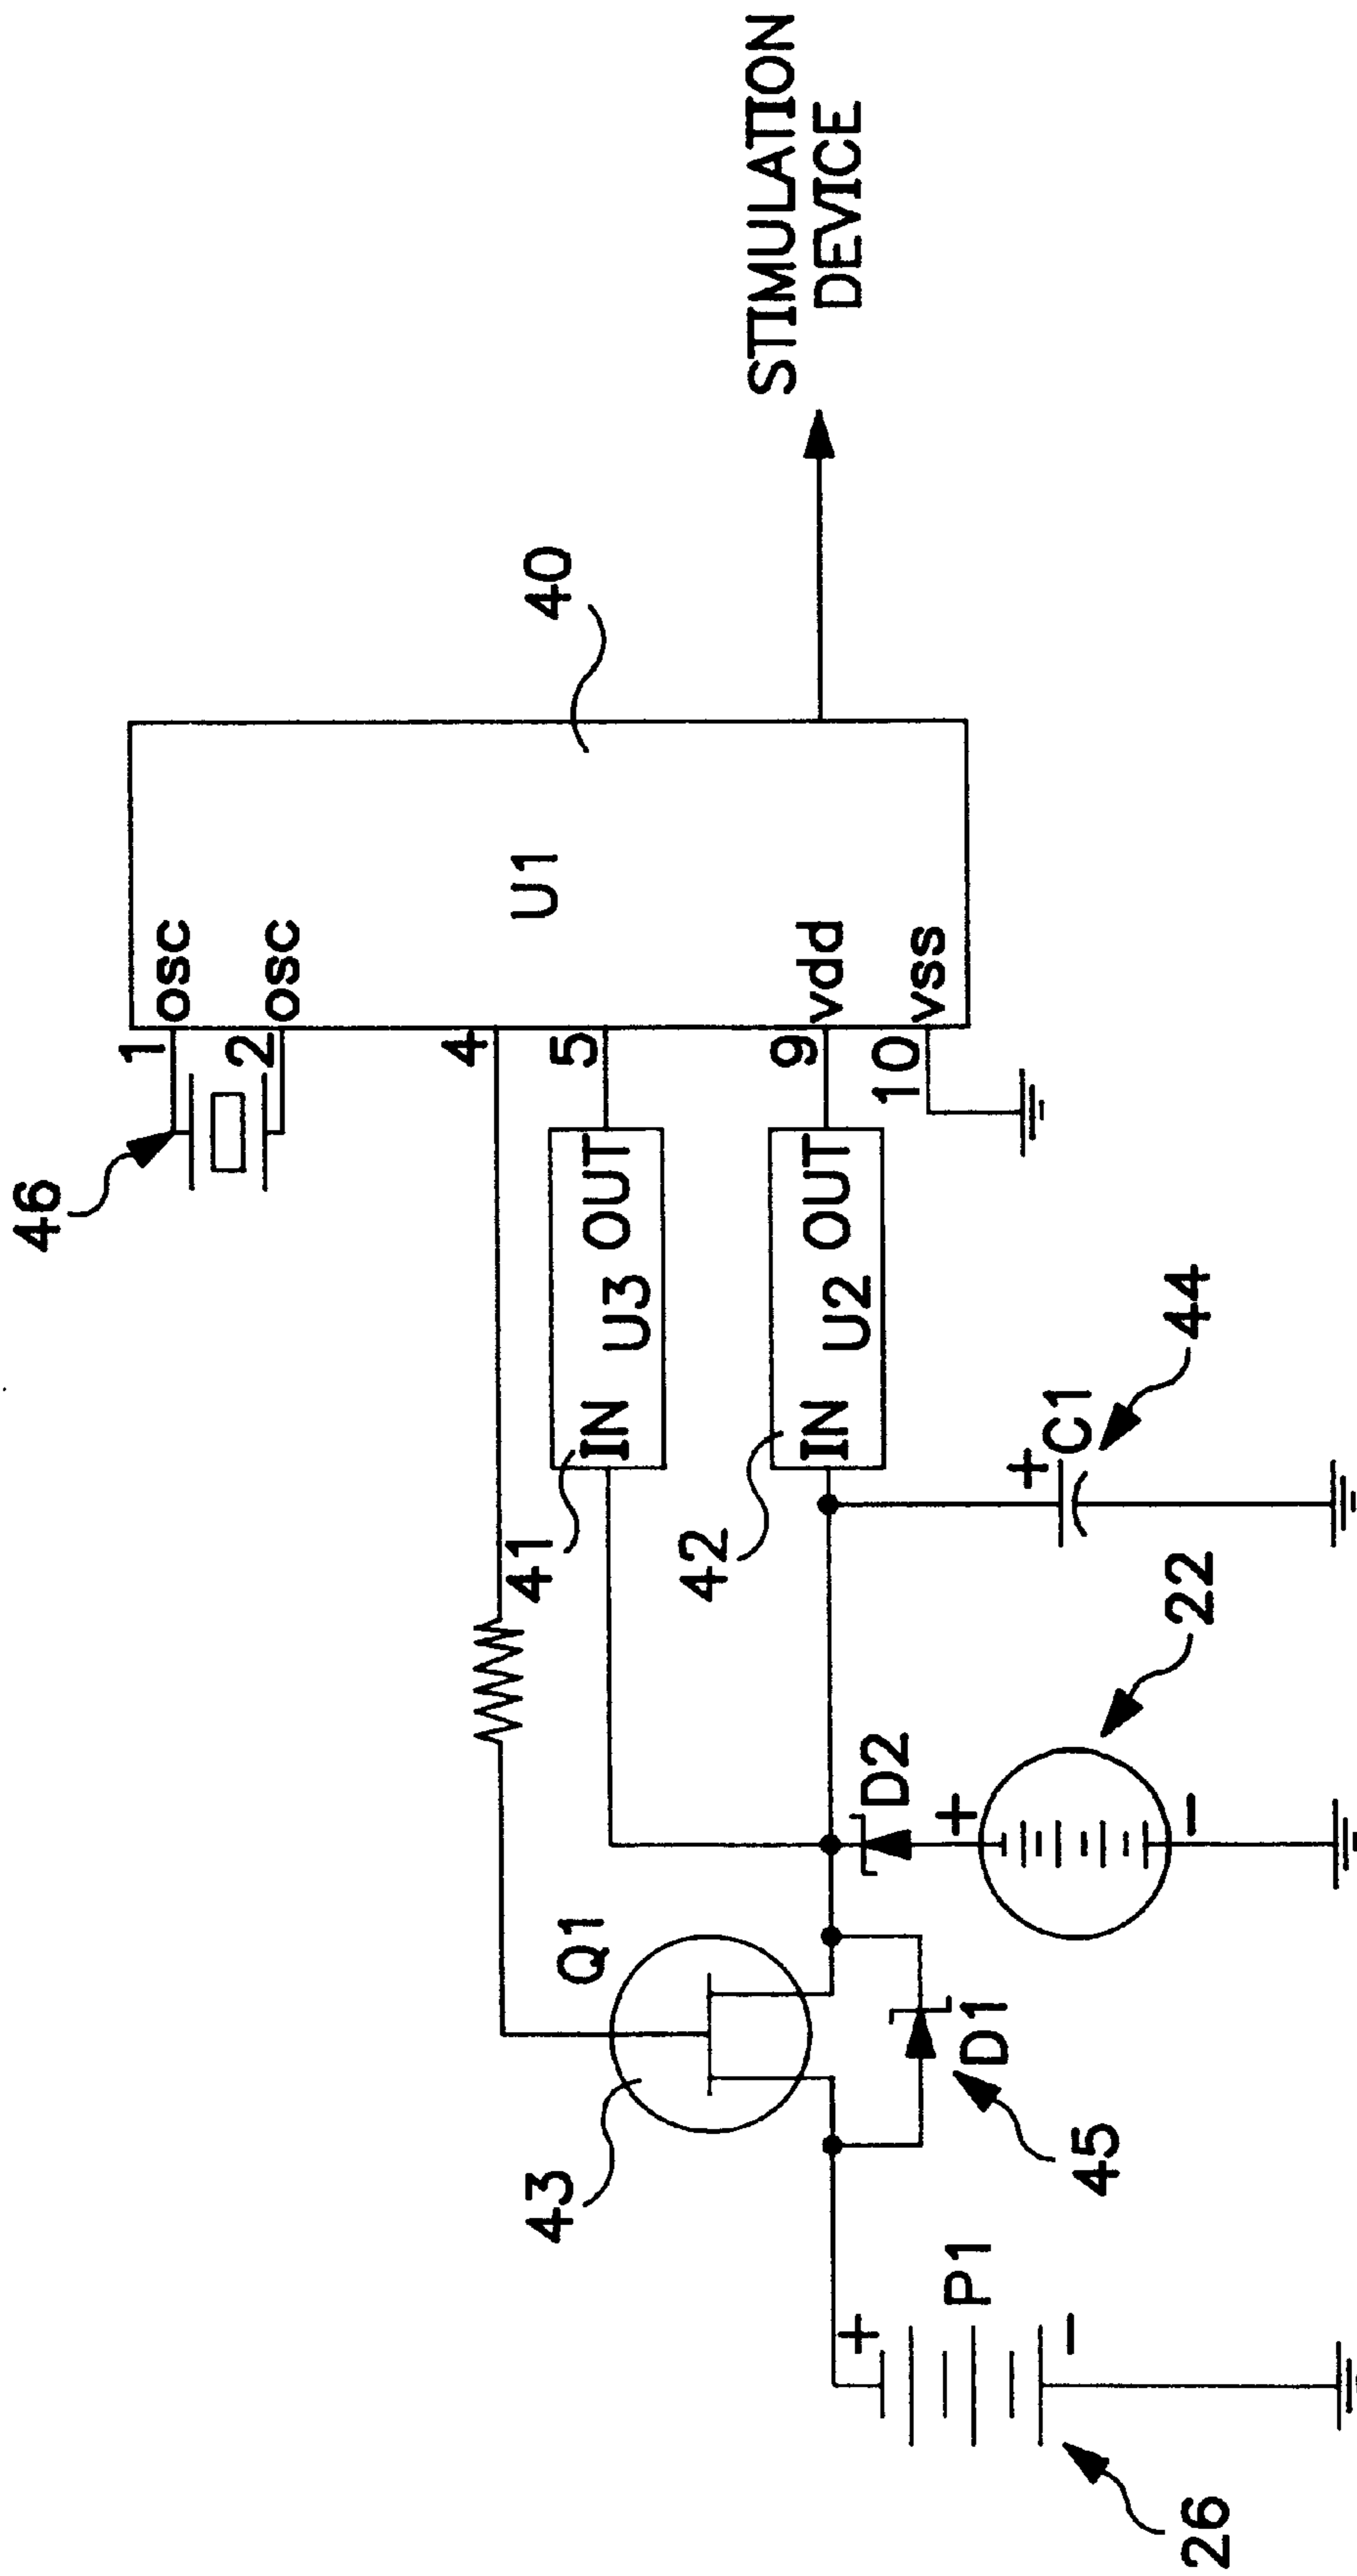 46
1 osc
2 osc
4
5
9 vdd
10 vss
U1
40
STIMULATION
DEVICE
41
IN U3 OUT
42
IN U2 OUT
43
Q1
D1
45
D2
+
-
22
+
C1
44
+
P1
-
26